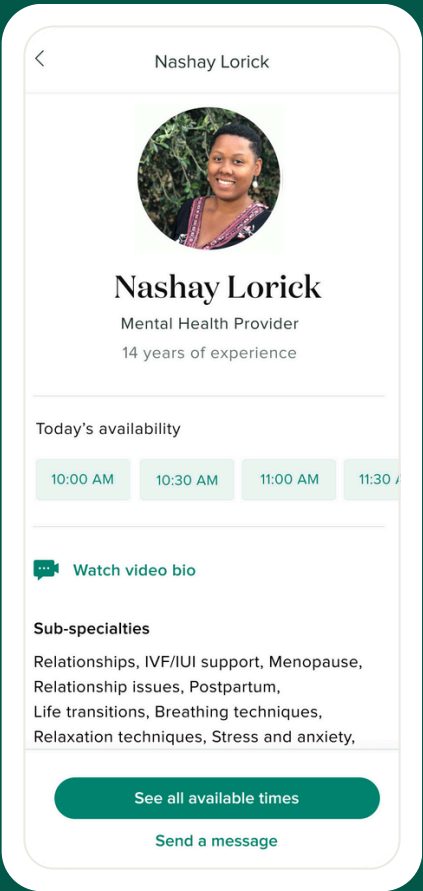 Nashay Lorick
Nashay Lorick
Mental Health Provider
14 years of experience
Today’s availability
10:00 AM 10:30 AM 11:00 AM 11:30
Watch video bio
Sub-specialties
Relationships, IVF/IUI support, Menopause,
Relationship issues, Postpartum,
Life transitions, Breathing techniques,
Relaxation techniques, Stress and anxiety,
See all available times
Send a message